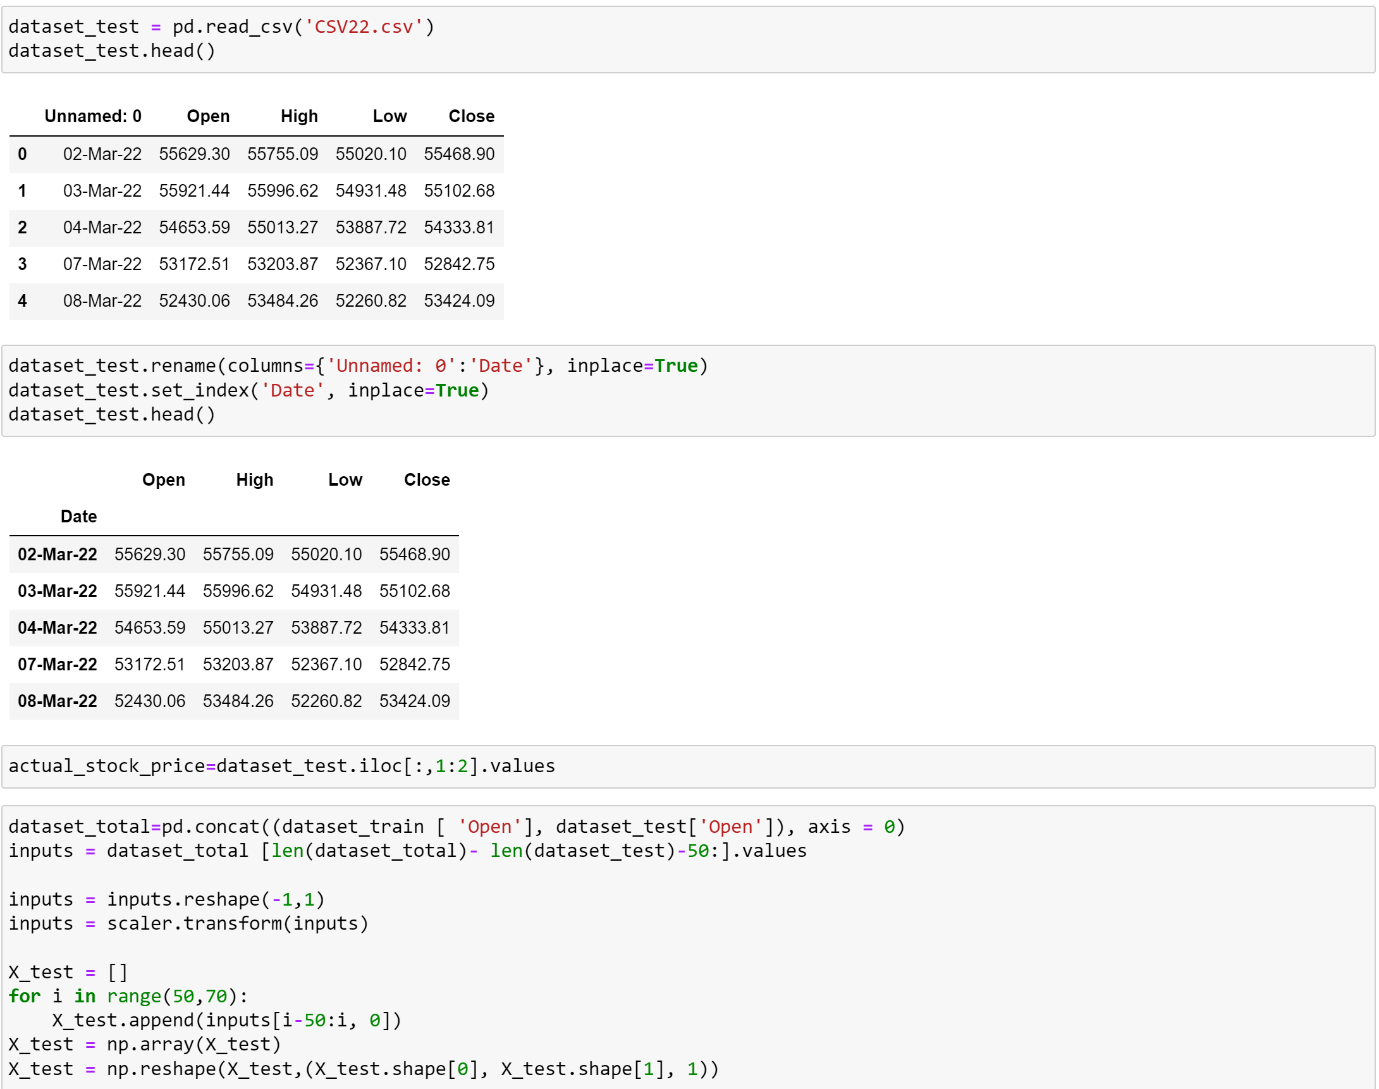 dataset_test = pd.read_csv('CSV22.csv')
dataset_test.head()
Unnamed: 0 Open High Low Close
0 02-Mar-22 55629.30 55755.09 55020.10 55468.90
1 03-Mar-22 55921.44 55996.62 54931.48 55102.68
2 04-Mar-22 54653.59 55013.27 53887.72 54333.81
3 07-Mar-22 53172.51 53203.87 52367.10 52842.75
4 08-Mar-22 52430.06 53484.26 52260.82 53424.09
dataset_test.rename(columns={'Unnamed: 0':'Date'}, inplace=True)
dataset_test.set_index('Date', inplace=True)
dataset_test.head()
Open High Low Close
Date
02-Mar-22 55629.30 55755.09 55020.10 55468.90
03-Mar-22 55921.44 55996.62 54931.48 55102.68
04-Mar-22 54653.59 55013.27 53887.72 54333.81
07-Mar-22 53172.51 53203.87 52367.10 52842.75
08-Mar-22 52430.06 53484.26 52260.82 53424.09
actual_stock_price=dataset_test.iloc[:,1:2].values
dataset_total=pd.concat((dataset_train [ 'Open'], dataset_test['Open']), axis = 0)
inputs = dataset_total [len(dataset_total)- len(dataset_test)-50:].values
inputs = inputs.reshape(-1,1)
inputs = scaler.transform(inputs)
X_test = []
for i in range(50,70):
    X_test.append(inputs[i-50:i, 0])
X_test = np.array(X_test)
X_test = np.reshape(X_test,(X_test.shape[0], X_test.shape[1], 1))